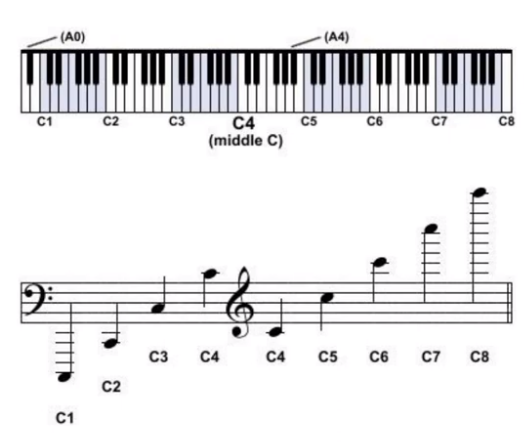 (A0) (A4)
C1 C2 C3 C4 C5 C6 C7 C8
(middle C)
C3 C4 C4 C5 C6 C7 C8
C2
C1